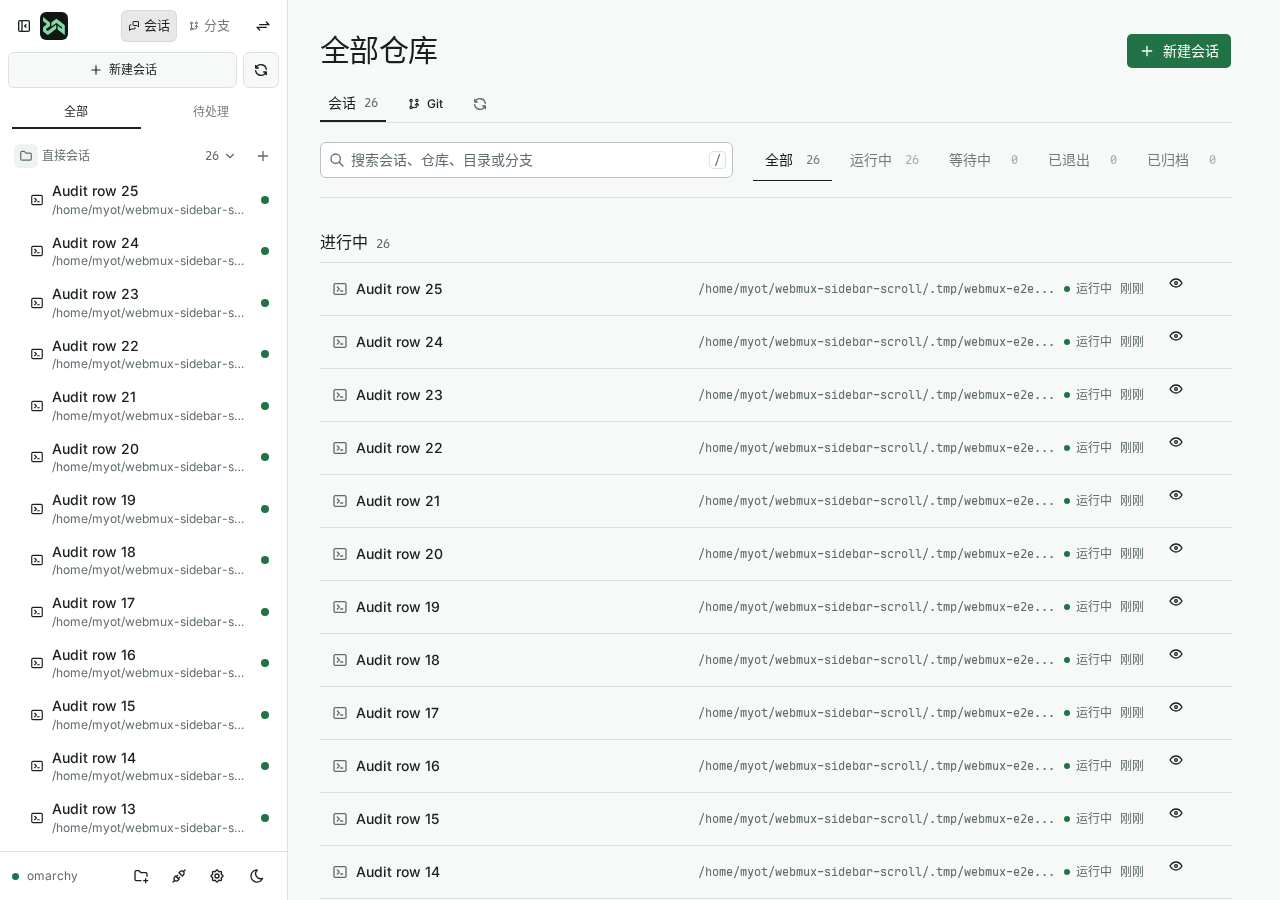 会话 分支
新建会话
全部 待处理
直接会话 26
Audit row 25
/home/myot/webmux-sidebar-s...
Audit row 24
/home/myot/webmux-sidebar-s...
Audit row 23
/home/myot/webmux-sidebar-s...
Audit row 22
/home/myot/webmux-sidebar-s...
Audit row 21
/home/myot/webmux-sidebar-s...
Audit row 20
/home/myot/webmux-sidebar-s...
Audit row 19
/home/myot/webmux-sidebar-s...
Audit row 18
/home/myot/webmux-sidebar-s...
Audit row 17
/home/myot/webmux-sidebar-s...
Audit row 16
/home/myot/webmux-sidebar-s...
Audit row 15
/home/myot/webmux-sidebar-s...
Audit row 14
/home/myot/webmux-sidebar-s...
Audit row 13
/home/myot/webmux-sidebar-s...
omarchy
全部仓库
新建会话
会话 26 Git
搜索会话、仓库、目录或分支 /
全部 26 运行中 26 等待中 0 已退出 0 已归档 0
进行中 26
Audit row 25 /home/myot/webmux-sidebar-scroll/.tmp/webmux-e2e... 运行中 刚刚
Audit row 24 /home/myot/webmux-sidebar-scroll/.tmp/webmux-e2e... 运行中 刚刚
Audit row 23 /home/myot/webmux-sidebar-scroll/.tmp/webmux-e2e... 运行中 刚刚
Audit row 22 /home/myot/webmux-sidebar-scroll/.tmp/webmux-e2e... 运行中 刚刚
Audit row 21 /home/myot/webmux-sidebar-scroll/.tmp/webmux-e2e... 运行中 刚刚
Audit row 20 /home/myot/webmux-sidebar-scroll/.tmp/webmux-e2e... 运行中 刚刚
Audit row 19 /home/myot/webmux-sidebar-scroll/.tmp/webmux-e2e... 运行中 刚刚
Audit row 18 /home/myot/webmux-sidebar-scroll/.tmp/webmux-e2e... 运行中 刚刚
Audit row 17 /home/myot/webmux-sidebar-scroll/.tmp/webmux-e2e... 运行中 刚刚
Audit row 16 /home/myot/webmux-sidebar-scroll/.tmp/webmux-e2e... 运行中 刚刚
Audit row 15 /home/myot/webmux-sidebar-scroll/.tmp/webmux-e2e... 运行中 刚刚
Audit row 14 /home/myot/webmux-sidebar-scroll/.tmp/webmux-e2e... 运行中 刚刚